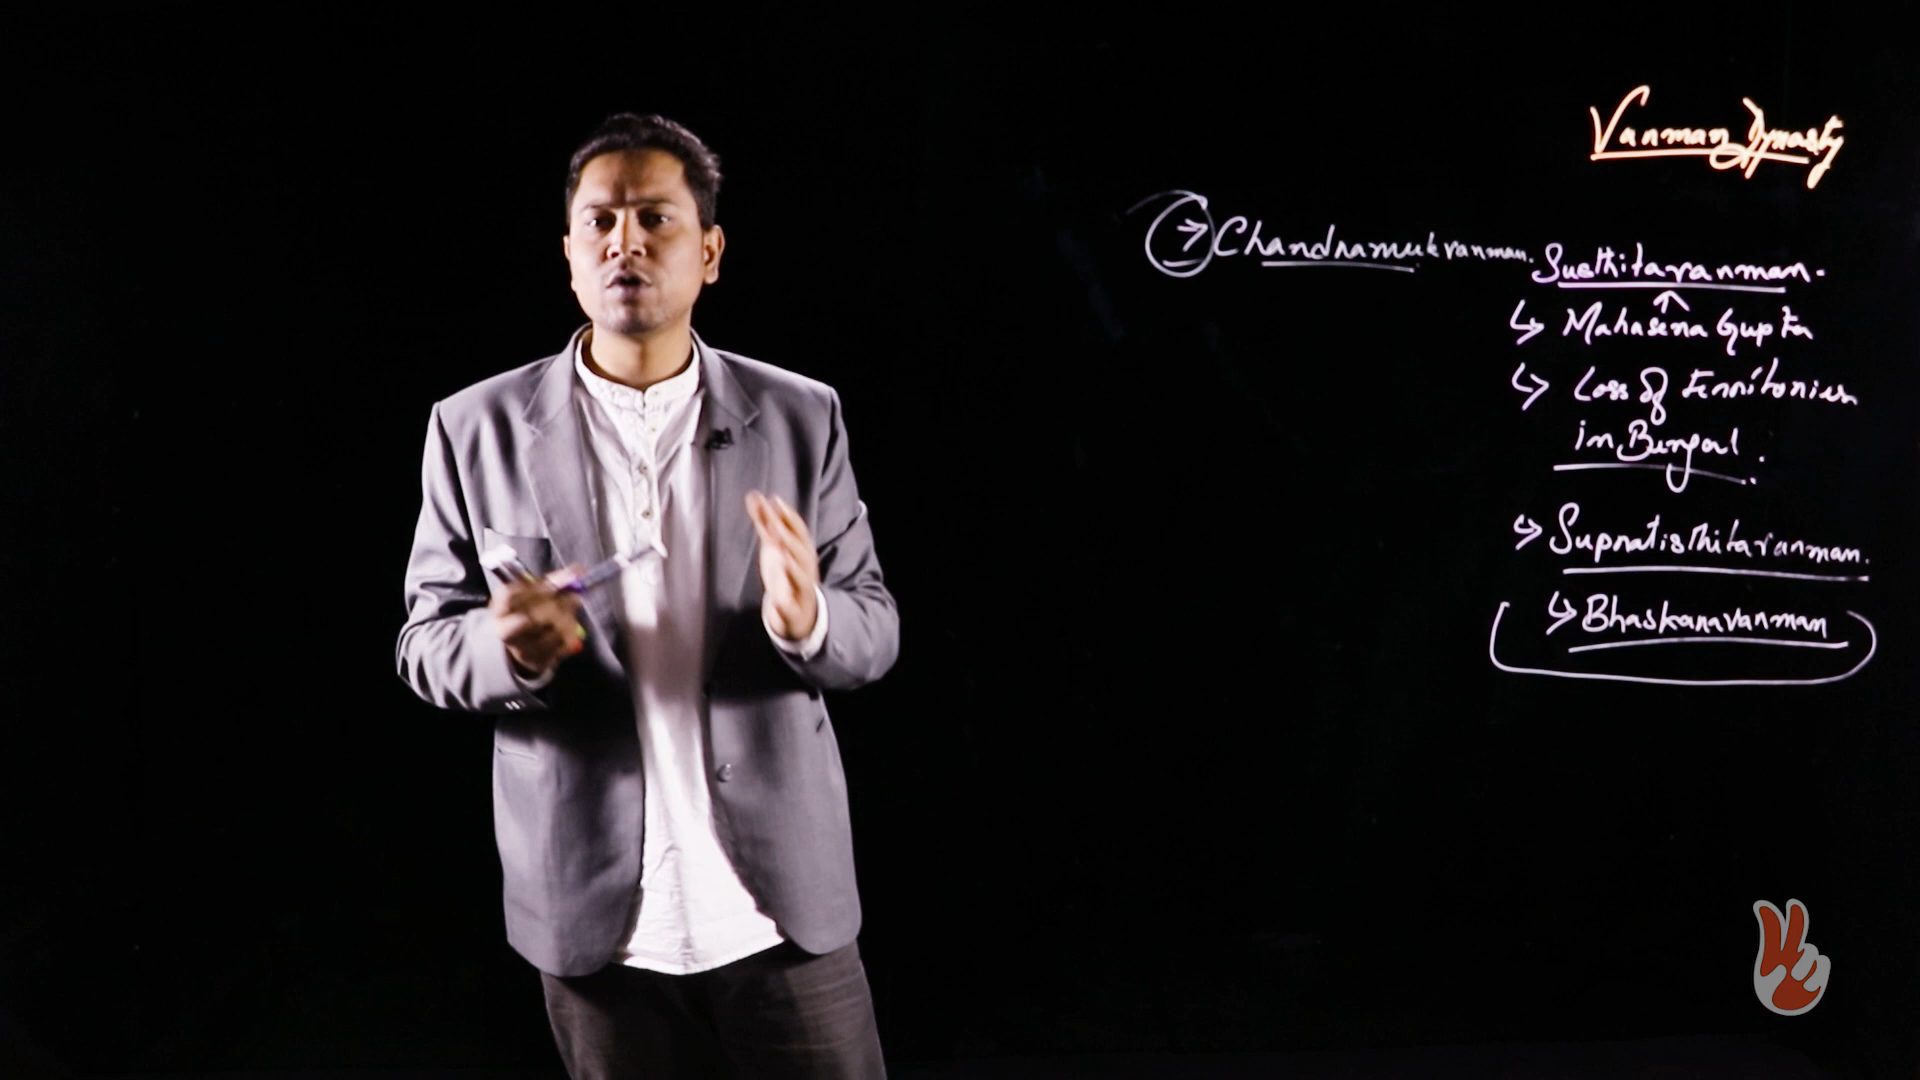 Varman Dynasty
→ Chandramukvarman.
Susthitavarman.
↳ Mahasena Gupta
↳ Loss of territories
in Bengal.
↳ Supratisthitavarman.
↳ Bhaskaravarman